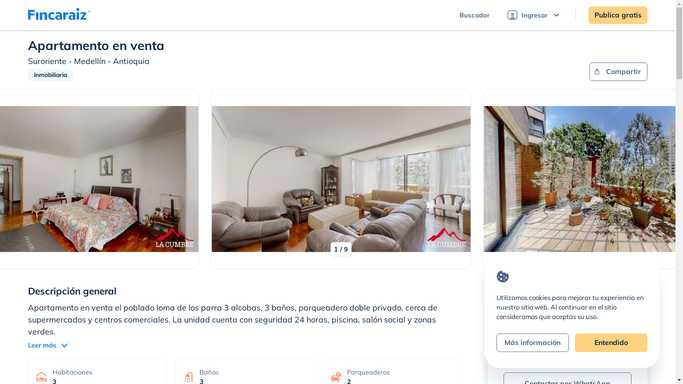 Fincaraiz
Buscador
Ingresar
Publica gratis
Apartamento en venta
Suroriente - Medellín - Antioquia
Inmobiliaria
Compartir
LA CUMBRE
LA CUMBRE
1 / 9
Descripción general
Apartamento en venta el poblado loma de los parra 3 alcobas, 3 baños, parqueadero doble privado, cerca de
supermercados y centros comerciales. La unidad cuenta con seguridad 24 horas, piscina, salón social y zonas
verdes.
Leer más
Habitaciones
3
Baños
3
Parqueaderos
2
Utilizamos cookies para mejorar tu experiencia en
nuestro sitio web. Al continuar en el sitio
consideramos que aceptas su uso.
Más información
Entendido
Contactar por WhatsApp